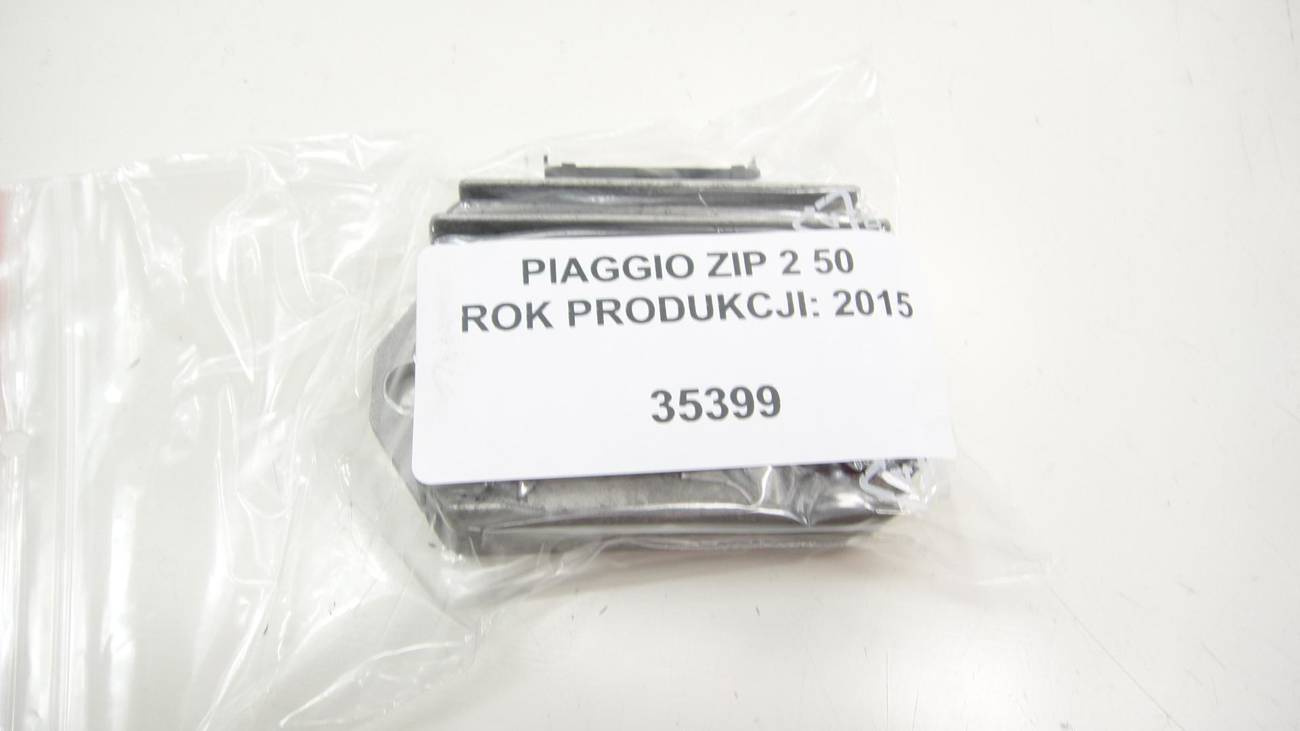 PIAGGIO ZIP 2 50
ROK PRODUKCJI: 2015
35399